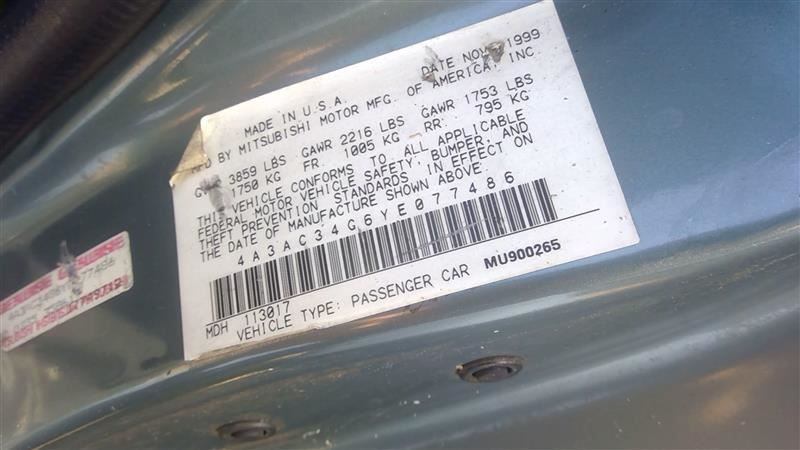 MADE IN U.S.A. DATE NOV 1999
MFD BY MITSUBISHI MOTOR MFG. OF AMERICA, INC
3859 LBS GAWR 2216 LBS GAWR 1753 LBS
1750 KG FR. 1005 KG RR: 795 KG
THIS VEHICLE CONFORMS TO ALL APPLICABLE
FEDERAL MOTOR VEHICLE SAFETY, BUMPER, AND
THEFT PREVENTION STANDARDS IN EFFECT ON
THE DATE OF MANUFACTURE SHOWN ABOVE.
4A3AC34G6YE077486
MDH 113017
VEHICLE TYPE: PASSENGER CAR MU900265